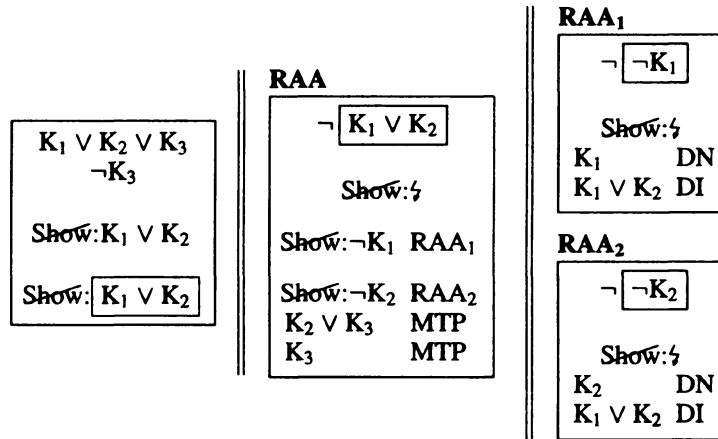 K₁ ∨ K₂ ∨ K₃
¬K₃
Show:K₁ ∨ K₂
Show: K₁ ∨ K₂
RAA
¬ K₁ ∨ K₂
Show:↯
Show:¬K₁ RAA₁
Show:¬K₂ RAA₂
K₂ ∨ K₃ MTP
K₃ MTP
RAA₁
¬ ¬K₁
Show:↯
K₁ DN
K₁ ∨ K₂ DI
RAA₂
¬ ¬K₂
Show:↯
K₂ DN
K₁ ∨ K₂ DI